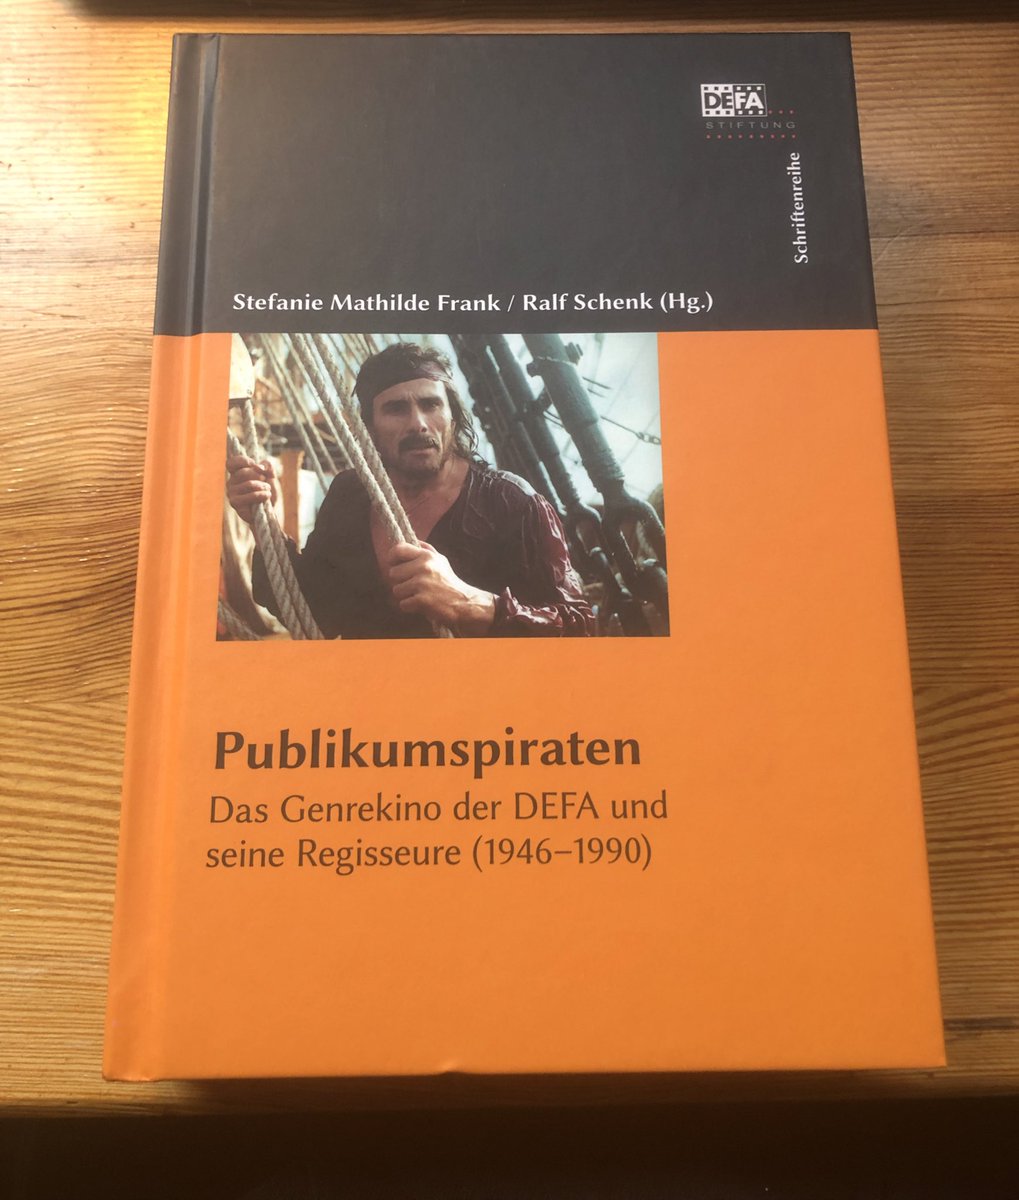 DEFA
STIFTUNG
Schriftenreihe
Stefanie Mathilde Frank / Ralf Schenk (Hg.)
Publikumspiraten
Das Genrekino der DEFA und
seine Regisseure (1946–1990)